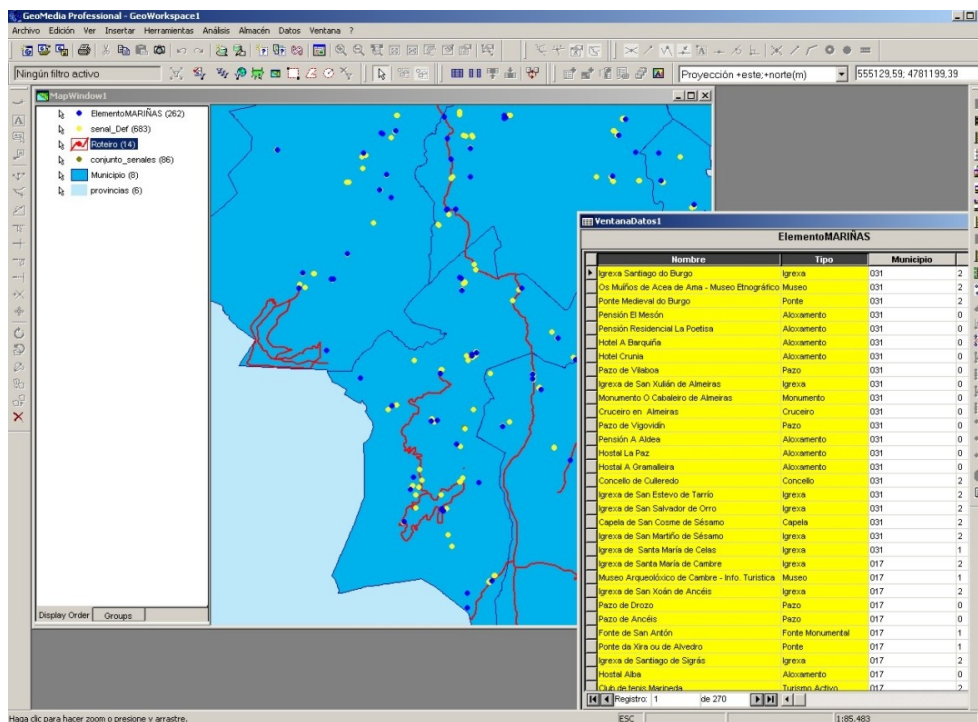 GeoMedia Professional - GeoWorkspace1
Archivo Edición Ver Insertar Herramientas Análisis Almacén Datos Ventana ?
Ningún filtro activo
Proyección +este;+norte(m)
555129,59; 4781199,39
MapWindow1
ElementoMARIÑAS (262)
senal_Def (683)
Roteiro (14)
conjunto_senales (86)
Municipio (8)
provincias (6)
Display Order Groups
VentanaDatos1
ElementoMARIÑAS
Nombre Tipo Municipio
Igrexa Santiago do Burgo Igrexa 031 2
Os Muíños de Acea de Ama - Museo Etnográfico Museo 031 2
Ponte Medieval do Burgo Ponte 031 2
Pensión El Mesón Aloxamento 031 0
Pensión Residencial La Poetisa Aloxamento 031 0
Hotel A Barquiña Aloxamento 031 0
Hotel Crunia Aloxamento 031 0
Pazo de Vilaboa Pazo 031 0
Igrexa de San Xulián de Almeiras Igrexa 031 2
Monumento O Cabaleiro de Almeiras Monumento 031 0
Cruceiro en Almeiras Cruceiro 031 0
Pazo de Vigovidín Pazo 031 0
Pensión A Aldea Aloxamento 031 0
Hostal La Paz Aloxamento 031 0
Hostal A Gramalleira Aloxamento 031 0
Concello de Culleredo Concello 031 2
Igrexa de San Estevo de Tarrío Igrexa 031 2
Igrexa de San Salvador de Orro Igrexa 031 2
Capela de San Cosme de Sésamo Capela 031 2
Igrexa de San Martiño de Sésamo Igrexa 031 2
Igrexa de Santa María de Celas Igrexa 031 1
Igrexa de Santa María de Cambre Igrexa 017 2
Museo Arqueolóxico de Cambre - Info. Turistica Museo 017 1
Igrexa de San Xoán de Ancéis Igrexa 017 2
Pazo de Drozo Pazo 017 0
Pazo de Ancéis Pazo 017 0
Fonte de San Antón Fonte Monumental 017 1
Ponte da Xira ou de Alvedro Ponte 017 1
Igrexa de Santiago de Sigrás Igrexa 017 2
Hostal Alba Aloxamento 017 0
Club de tenis Marineda Turismo Activo 017 2
Registro: 1 de 270
Haga clic para hacer zoom o presione y arrastre.
ESC
1:85.483